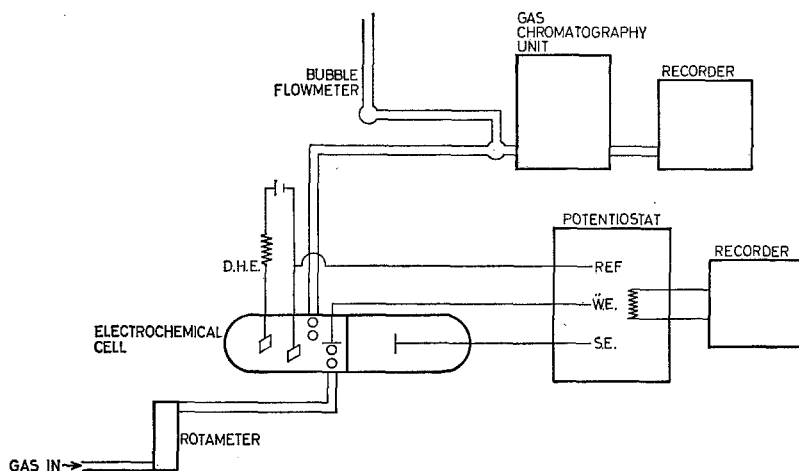 GAS
CHROMATOGRAPHY
UNIT
BUBBLE
FLOWMETER
RECORDER
POTENTIOSTAT
D.H.E.
REF
RECORDER
W.E.
ELECTROCHEMICAL
CELL
S.E.
ROTAMETER
GAS IN